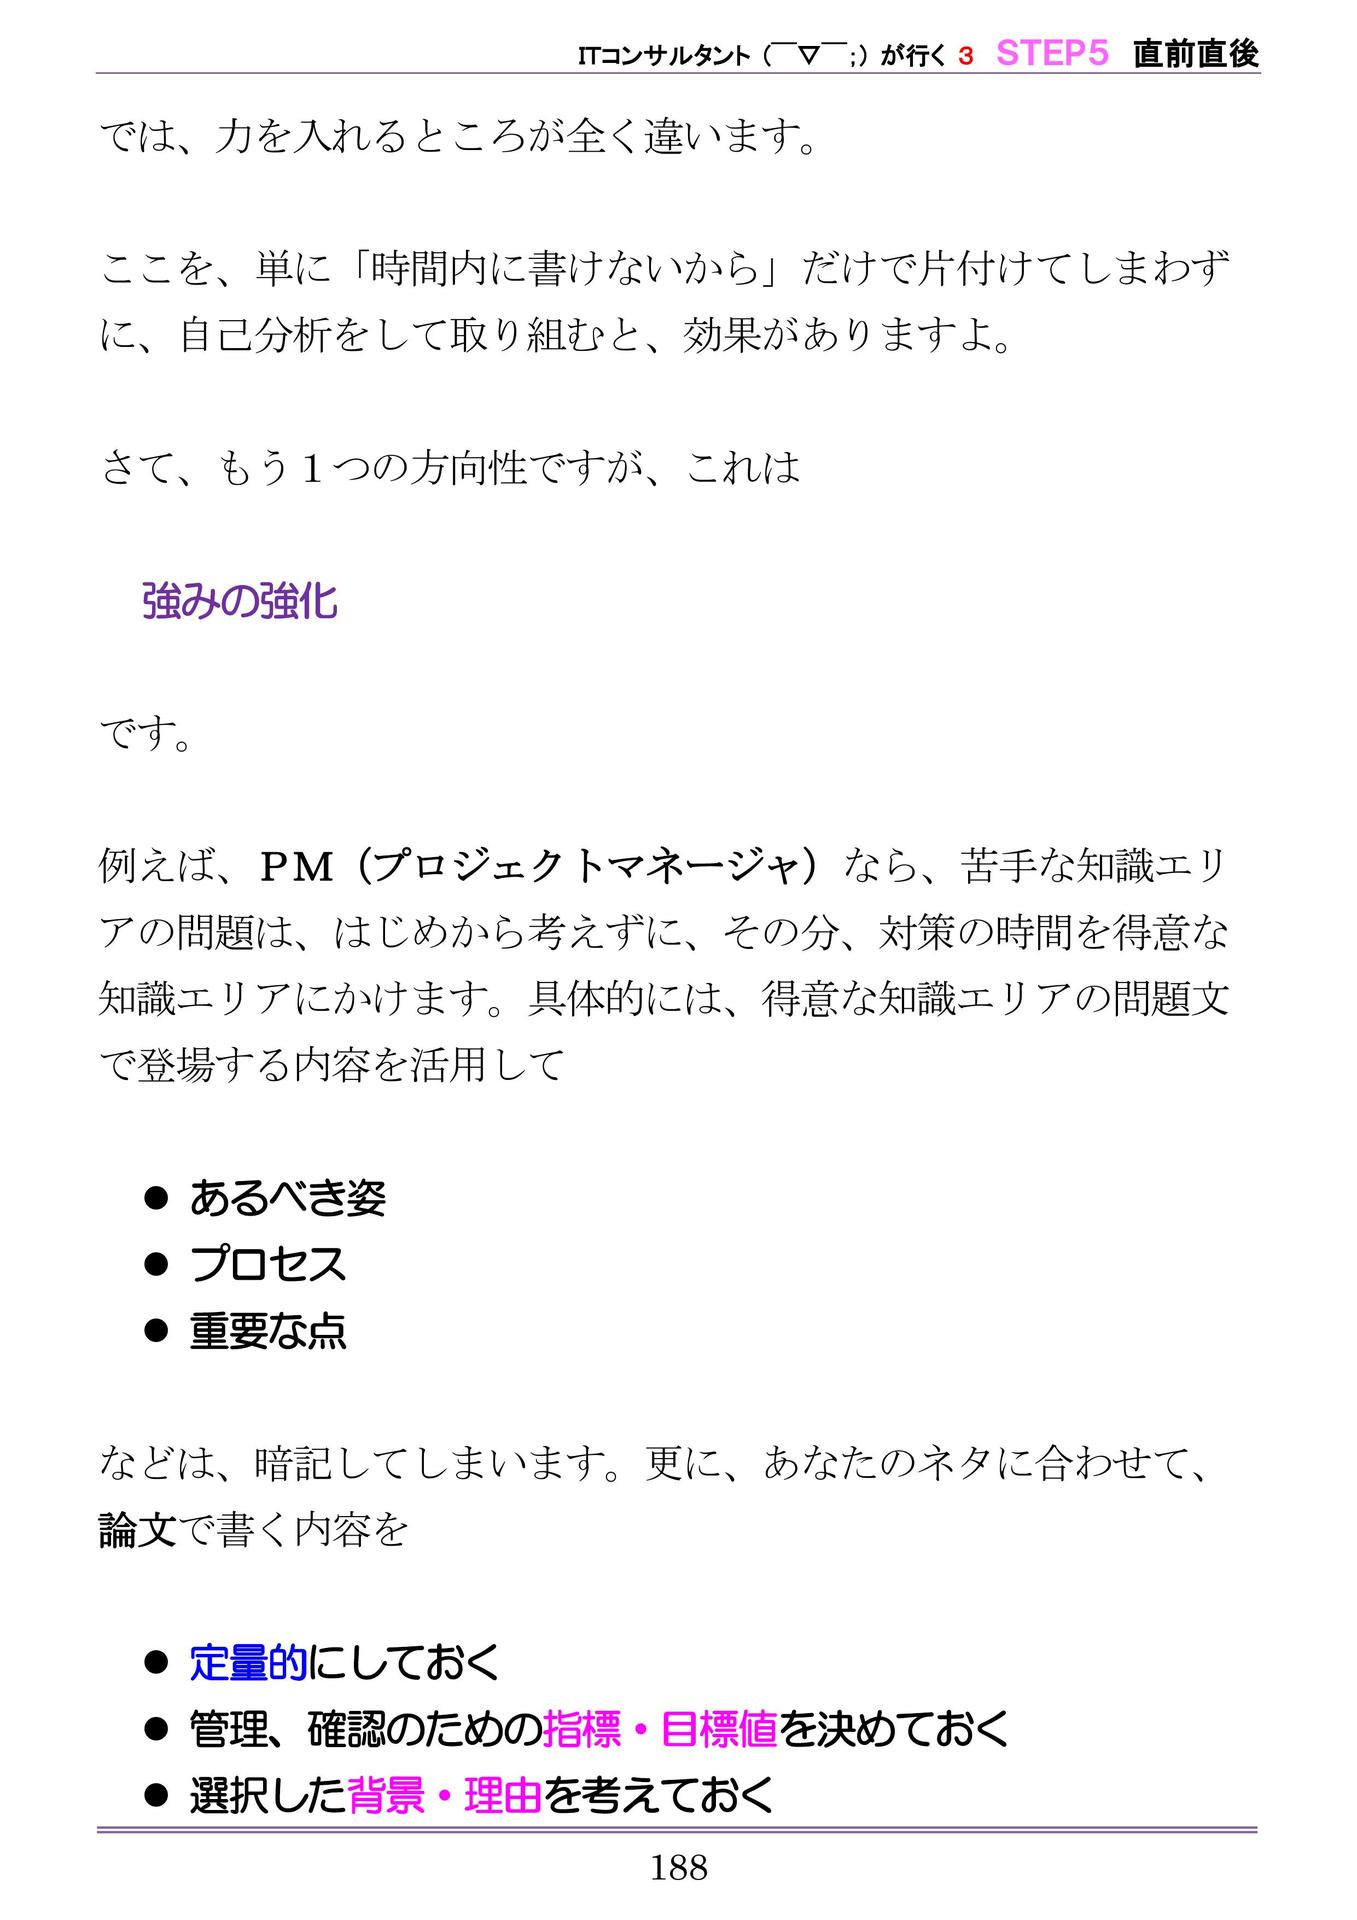 ITコンサルタント（￣▽￣；）が行く 3 STEP5 直前直後
では、力を入れるところが全く違います。
ここを、単に「時間内に書けないから」だけで片付けてしまわず
に、自己分析をして取り組むと、効果がありますよ。
さて、もう１つの方向性ですが、これは
強みの強化
です。
例えば、ＰＭ（プロジェクトマネージャ）なら、苦手な知識エリ
アの問題は、はじめから考えずに、その分、対策の時間を得意な
知識エリアにかけます。具体的には、得意な知識エリアの問題文
で登場する内容を活用して
● あるべき姿
● プロセス
● 重要な点
などは、暗記してしまいます。更に、あなたのネタに合わせて、
論文で書く内容を
● 定量的にしておく
● 管理、確認のための指標・目標値を決めておく
● 選択した背景・理由を考えておく
188